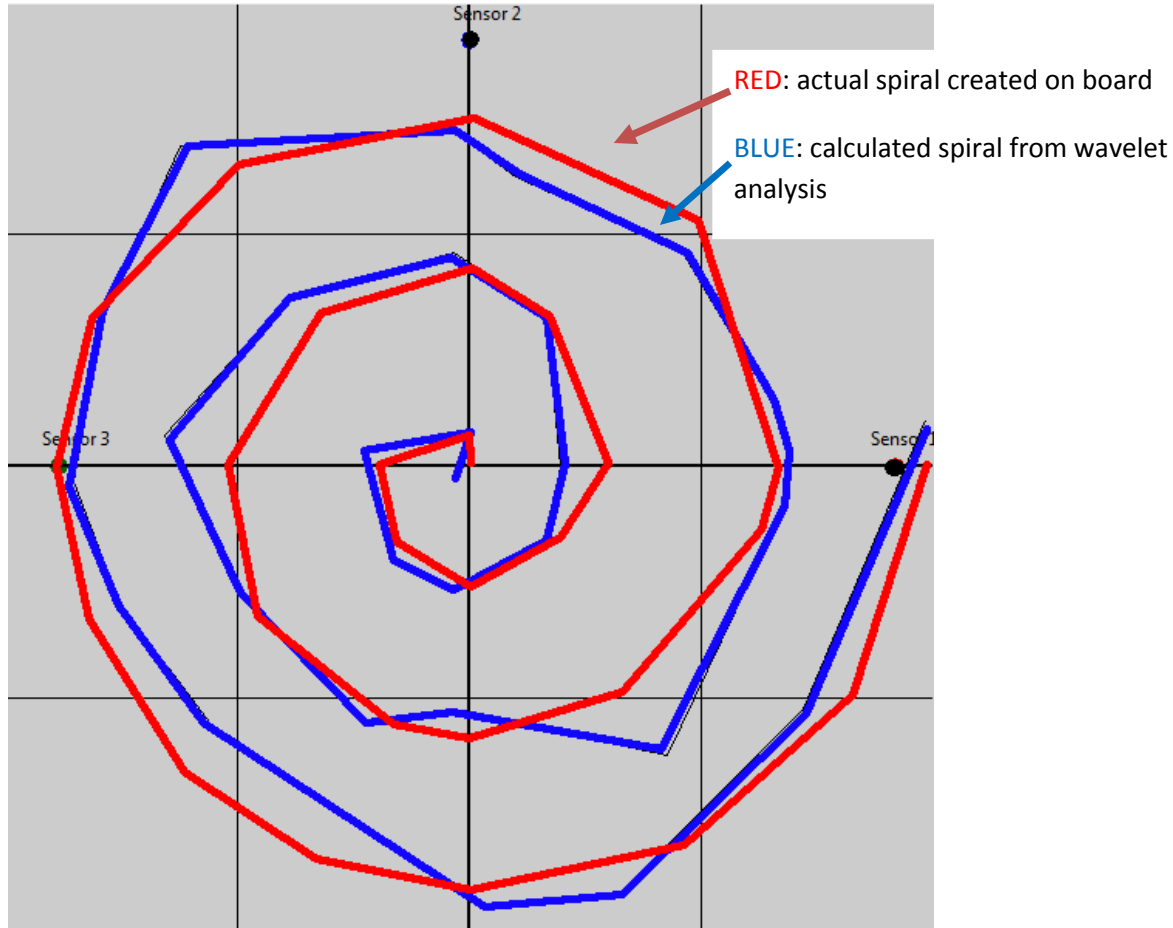 Sensor 2
RED: actual spiral created on board
BLUE: calculated spiral from wavelet
analysis
Sensor 3
Sensor 1